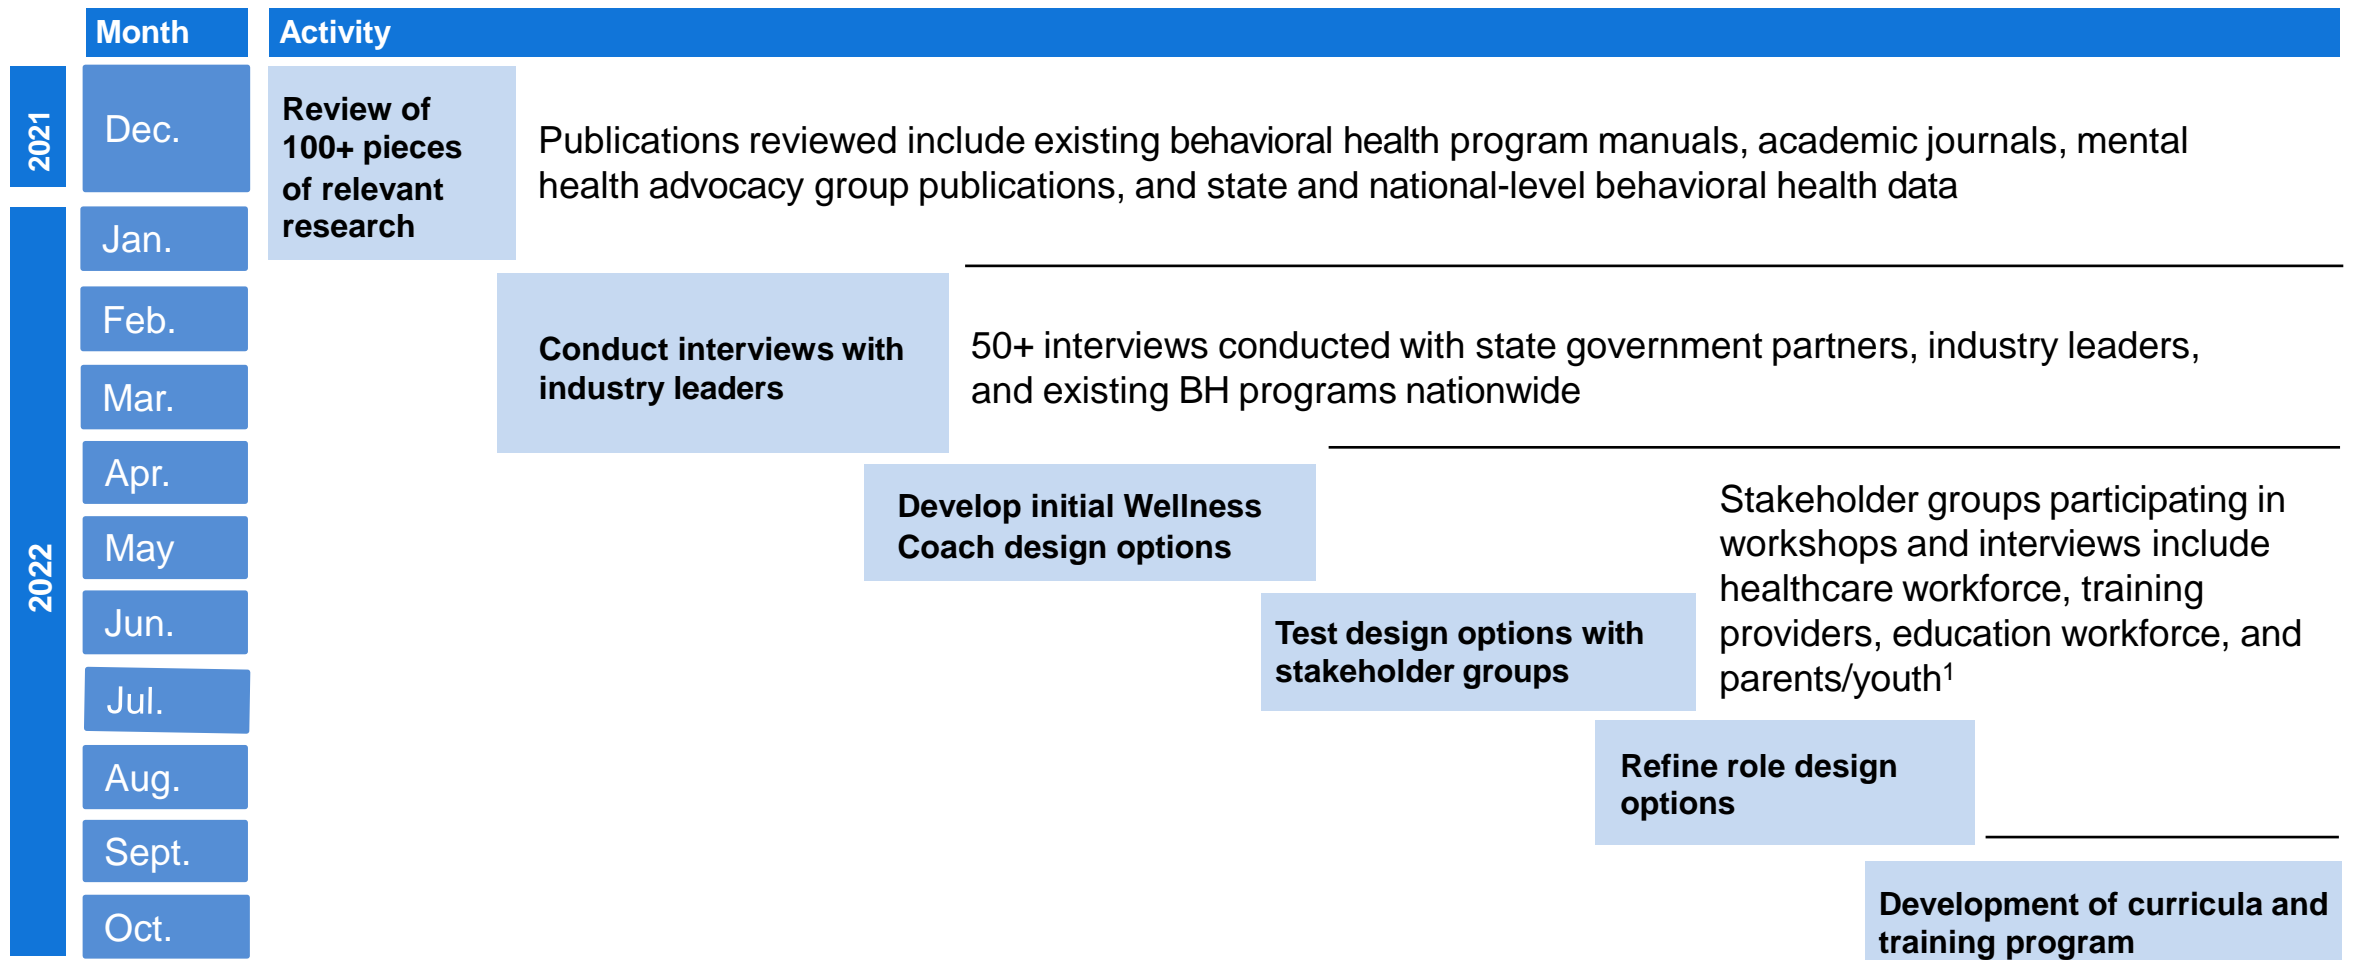 Month
Activity
2021
Dec.
Review of
100+ pieces
of relevant
research
Publications reviewed include existing behavioral health program manuals, academic journals, mental
health advocacy group publications, and state and national-level behavioral health data
2022
Jan.
Feb.
Conduct interviews with
industry leaders
50+ interviews conducted with state government partners, industry leaders,
and existing BH programs nationwide
Mar.
Apr.
Develop initial Wellness
Coach design options
Stakeholder groups participating in
workshops and interviews include
healthcare workforce, training
providers, education workforce, and
parents/youth1
May
Jun.
Test design options with
stakeholder groups
Jul.
Aug.
Refine role design
options
Sept.
Oct.
Development of curricula and
training program